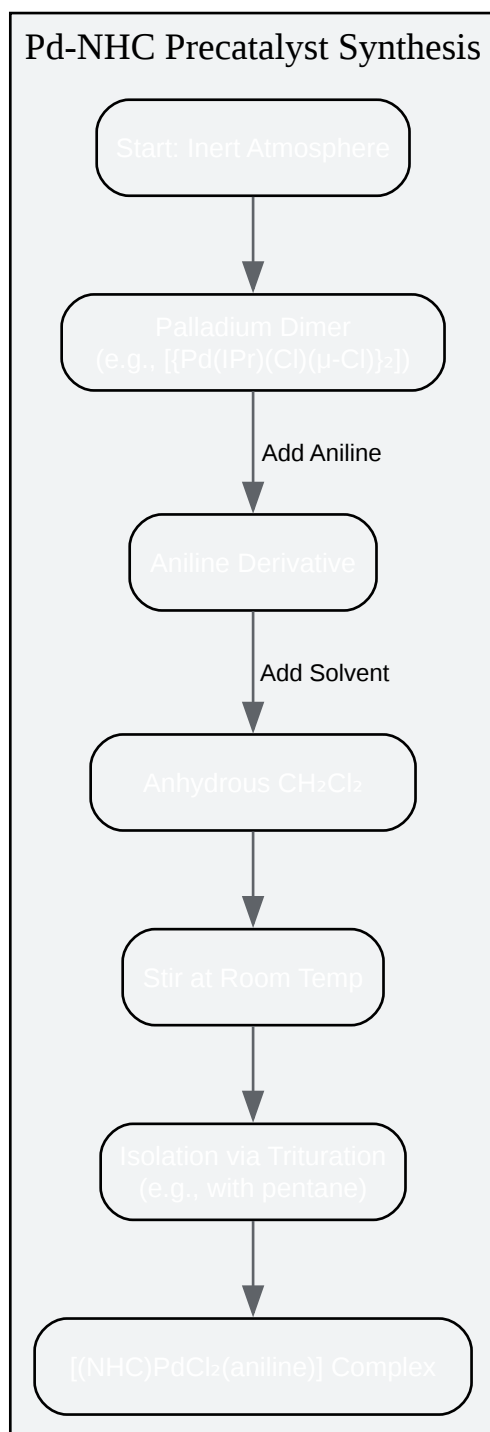 Pd-NHC Precatalyst Synthesis
Start: Inert Atmosphere
Palladium Dimer
(e.g., [{Pd(IPr)(Cl)(μ-Cl)}₂])
Add Aniline
Aniline Derivative
Add Solvent
Anhydrous CH₂Cl₂
Stir at Room Temp
Isolation via Trituration
(e.g., with pentane)
[(NHC)PdCl₂(aniline)] Complex